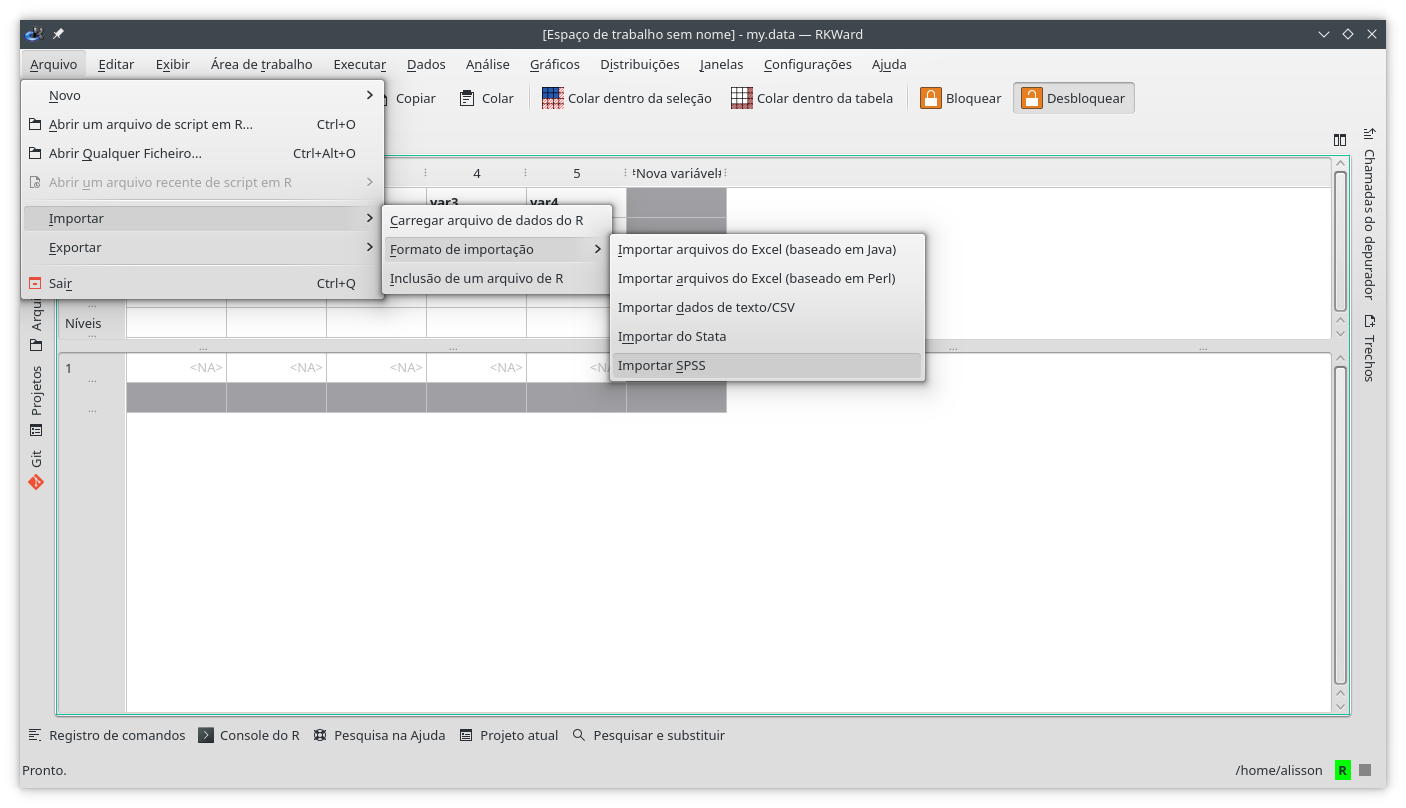 [Espaço de trabalho sem nome] - my.data — RKWard
Arquivo Editar Exibir Área de trabalho Executar Dados Análise Gráficos Distribuições Janelas Configurações Ajuda
Copiar Colar Colar dentro da seleção Colar dentro da tabela Bloquear Desbloquear
Novo
Abrir um arquivo de script em R... Ctrl+O
Abrir Qualquer Ficheiro... Ctrl+Alt+O
Abrir um arquivo recente de script em R
Importar
Exportar
Sair Ctrl+Q
Carregar arquivo de dados do R
Formato de importação
Inclusão de um arquivo de R
Importar arquivos do Excel (baseado em Java)
Importar arquivos do Excel (baseado em Perl)
Importar dados de texto/CSV
Importar do Stata
Importar SPSS
4 5 Nova variável
var3 var4
Níveis
1 <NA> <NA> <NA> <NA>
Projetos
Git
Chamadas do depurador
Trechos
Registro de comandos Console do R Pesquisa na Ajuda Projeto atual Pesquisar e substituir
Pronto. /home/alisson R